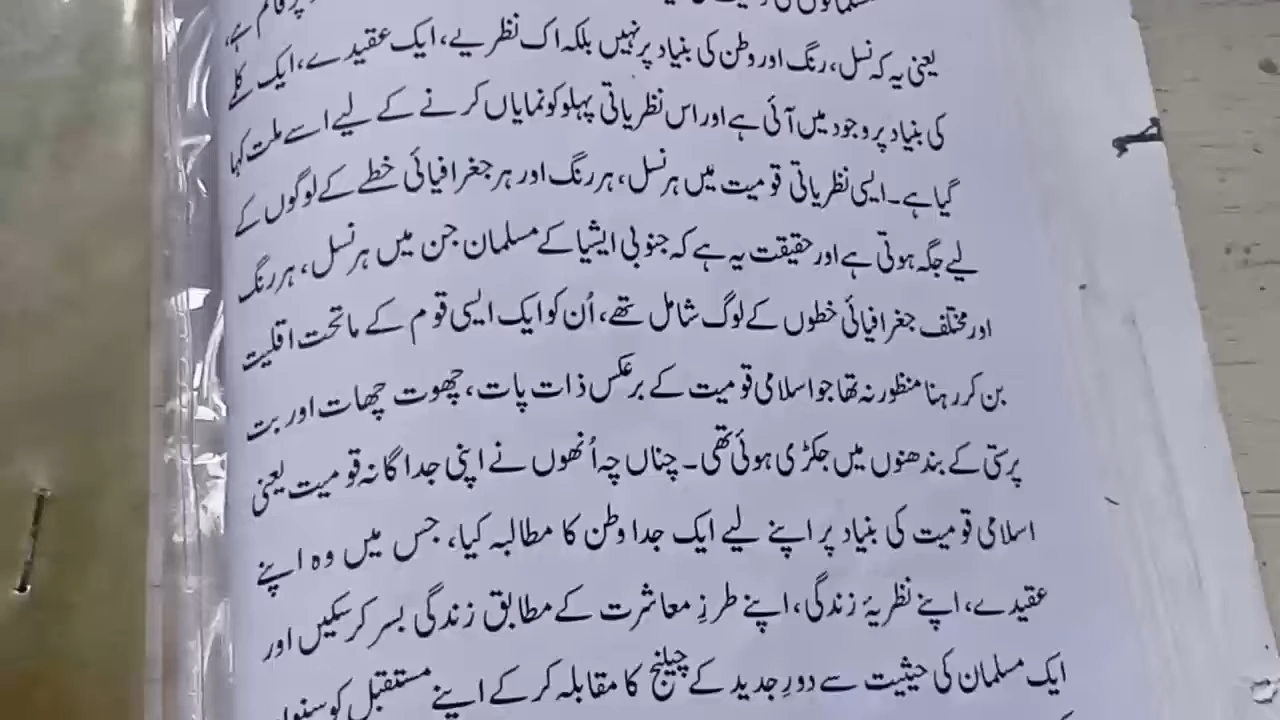 پر قائم ہے،
یعنی یہ کہ نسل، رنگ اور وطن کی بنیاد پر نہیں بلکہ اک نظریے، ایک عقیدے، ایک کلمے
کی بنیاد پر وجود میں آئی ہے اور اس نظریاتی پہلو کو نمایاں کرنے کے لیے اسے ملت کہا
گیا ہے۔ ایسی نظریاتی قومیت میں ہر نسل، ہر رنگ اور ہر جغرافیائی خطے کے لوگوں کے
لیے جگہ ہوتی ہے اور حقیقت یہ ہے کہ جنوبی ایشیا کے مسلمان جن میں ہر نسل، ہر رنگ
اور مختلف جغرافیائی خطوں کے لوگ شامل تھے، اُن کو ایک ایسی قوم کے ماتحت اقلیت
بن کر رہنا منظور نہ تھا جو اسلامی قومیت کے برعکس ذات پات، چھوت چھات اور بت
پرستی کے بندھنوں میں جکڑی ہوئی تھی۔ چناں چہ اُنھوں نے اپنی جداگانہ قومیت یعنی
اسلامی قومیت کی بنیاد پر اپنے لیے ایک جدا وطن کا مطالبہ کیا، جس میں وہ اپنے
عقیدے، اپنے نظریۂ زندگی، اپنے طرزِ معاشرت کے مطابق زندگی بسر کر سکیں اور
ایک مسلمان کی حیثیت سے دورِ جدید کے چیلنج کا مقابلہ کر کے اپنے مستقبل کو